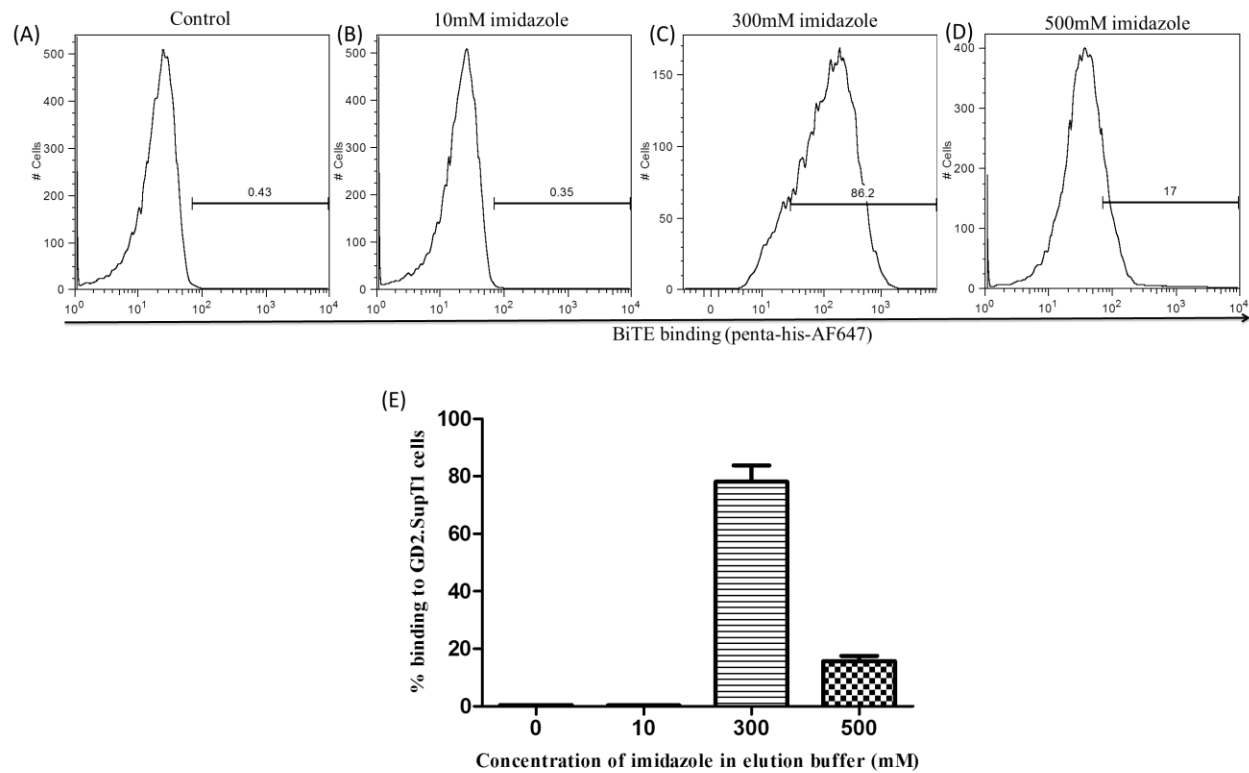 Control
10mM imidazole
300mM imidazole
500mM imidazole
(A)
(B)
(C)
(D)
# Cells
500
400
300
200
100
0
0.43
10^0 10^1 10^2 10^3 10^4
# Cells
500
400
300
200
100
0
0.35
10^0 10^1 10^2 10^3 10^4
# Cells
150
100
50
0
86.2
0 10^1 10^2 10^3
# Cells
400
300
200
100
0
17
10^0 10^1 10^2 10^3 10^4
BiTE binding (penta-his-AF647)
(E)
% binding to GD2.SupT1 cells
100
80
60
40
20
0
0 10 300 500
Concentration of imidazole in elution buffer (mM)